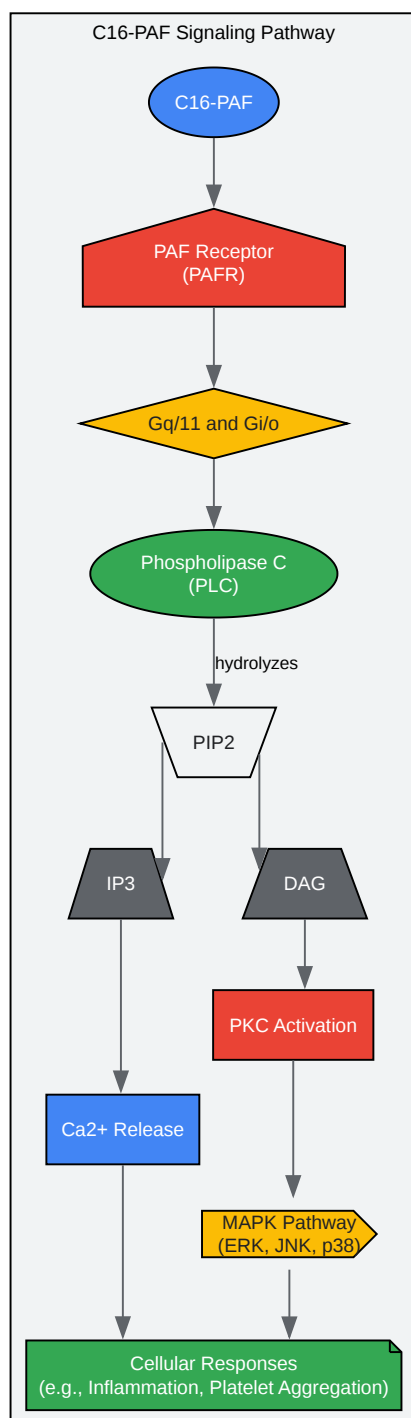 C16-PAF Signaling Pathway
C16-PAF
PAF Receptor
(PAFR)
Gq/11 and Gi/o
Phospholipase C
(PLC)
hydrolyzes
PIP2
IP3
DAG
PKC Activation
Ca2+ Release
MAPK Pathway
(ERK, JNK, p38)
Cellular Responses
(e.g., Inflammation, Platelet Aggregation)